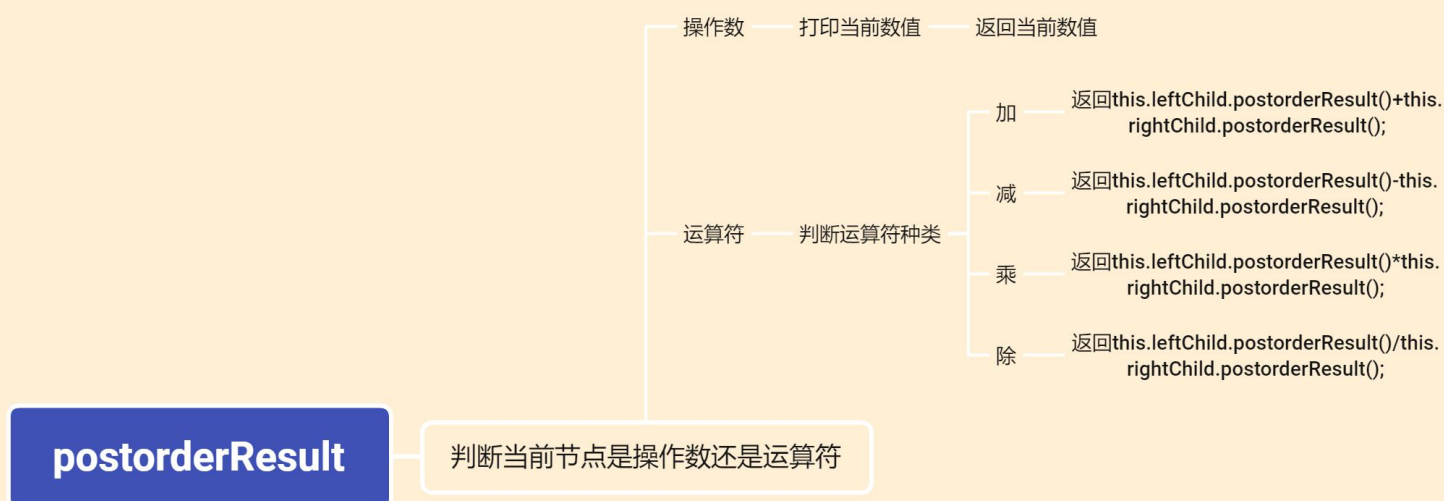 操作数
打印当前数值
返回当前数值
加
返回this.leftChild.postorderResult()+this.
rightChild.postorderResult();
减
返回this.leftChild.postorderResult()-this.
rightChild.postorderResult();
运算符
判断运算符种类
乘
返回this.leftChild.postorderResult()*this.
rightChild.postorderResult();
除
返回this.leftChild.postorderResult()/this.
rightChild.postorderResult();
postorderResult
判断当前节点是操作数还是运算符